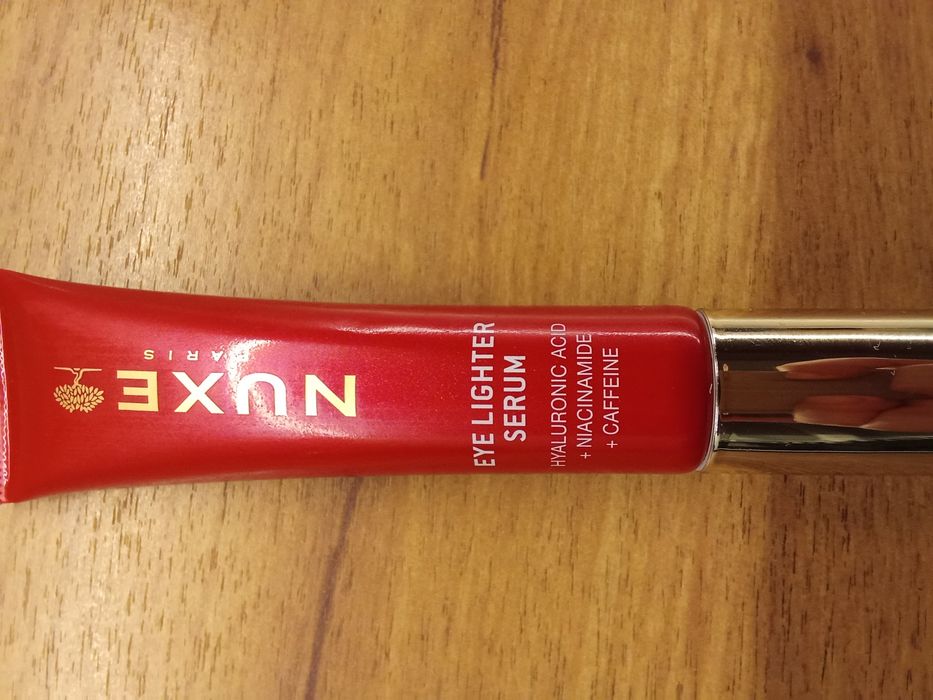 NUXE
PARIS
EYE LIGHTER
SERUM
HYALURONIC ACID
+ NIACINAMIDE
+ CAFFEINE